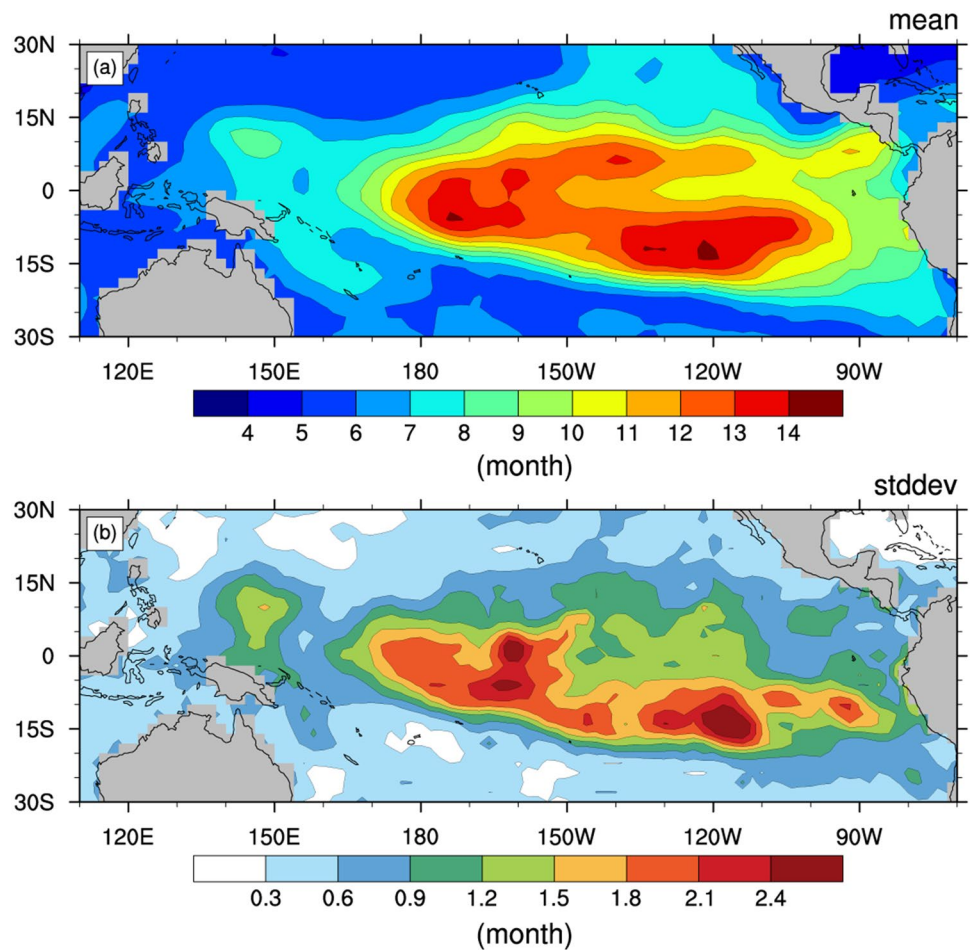 mean
30N
(a)
15N
0
15S
30S
120E 150E 180 150W 120W 90W
4 5 6 7 8 9 10 11 12 13 14
(month)
stddev
30N
(b)
15N
0
15S
30S
120E 150E 180 150W 120W 90W
0.3 0.6 0.9 1.2 1.5 1.8 2.1 2.4
(month)